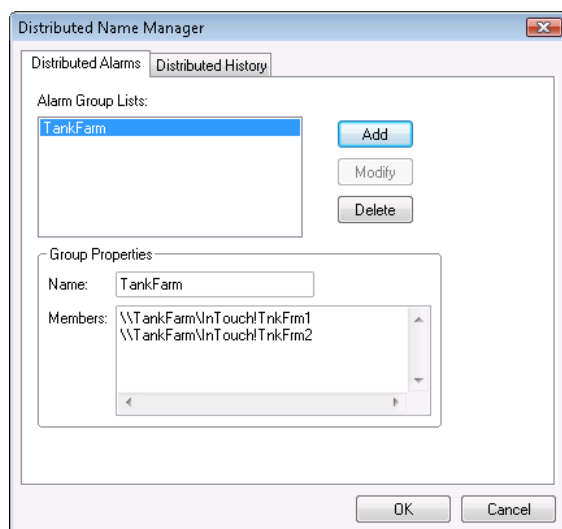 Distributed Name Manager
Distributed Alarms
Distributed History
Alarm Group Lists:
TankFarm
Add
Modify
Delete
Group Properties
Name: TankFarm
Members: \\TankFarm\InTouch!TnkFrm1
\\TankFarm\InTouch!TnkFrm2
OK
Cancel